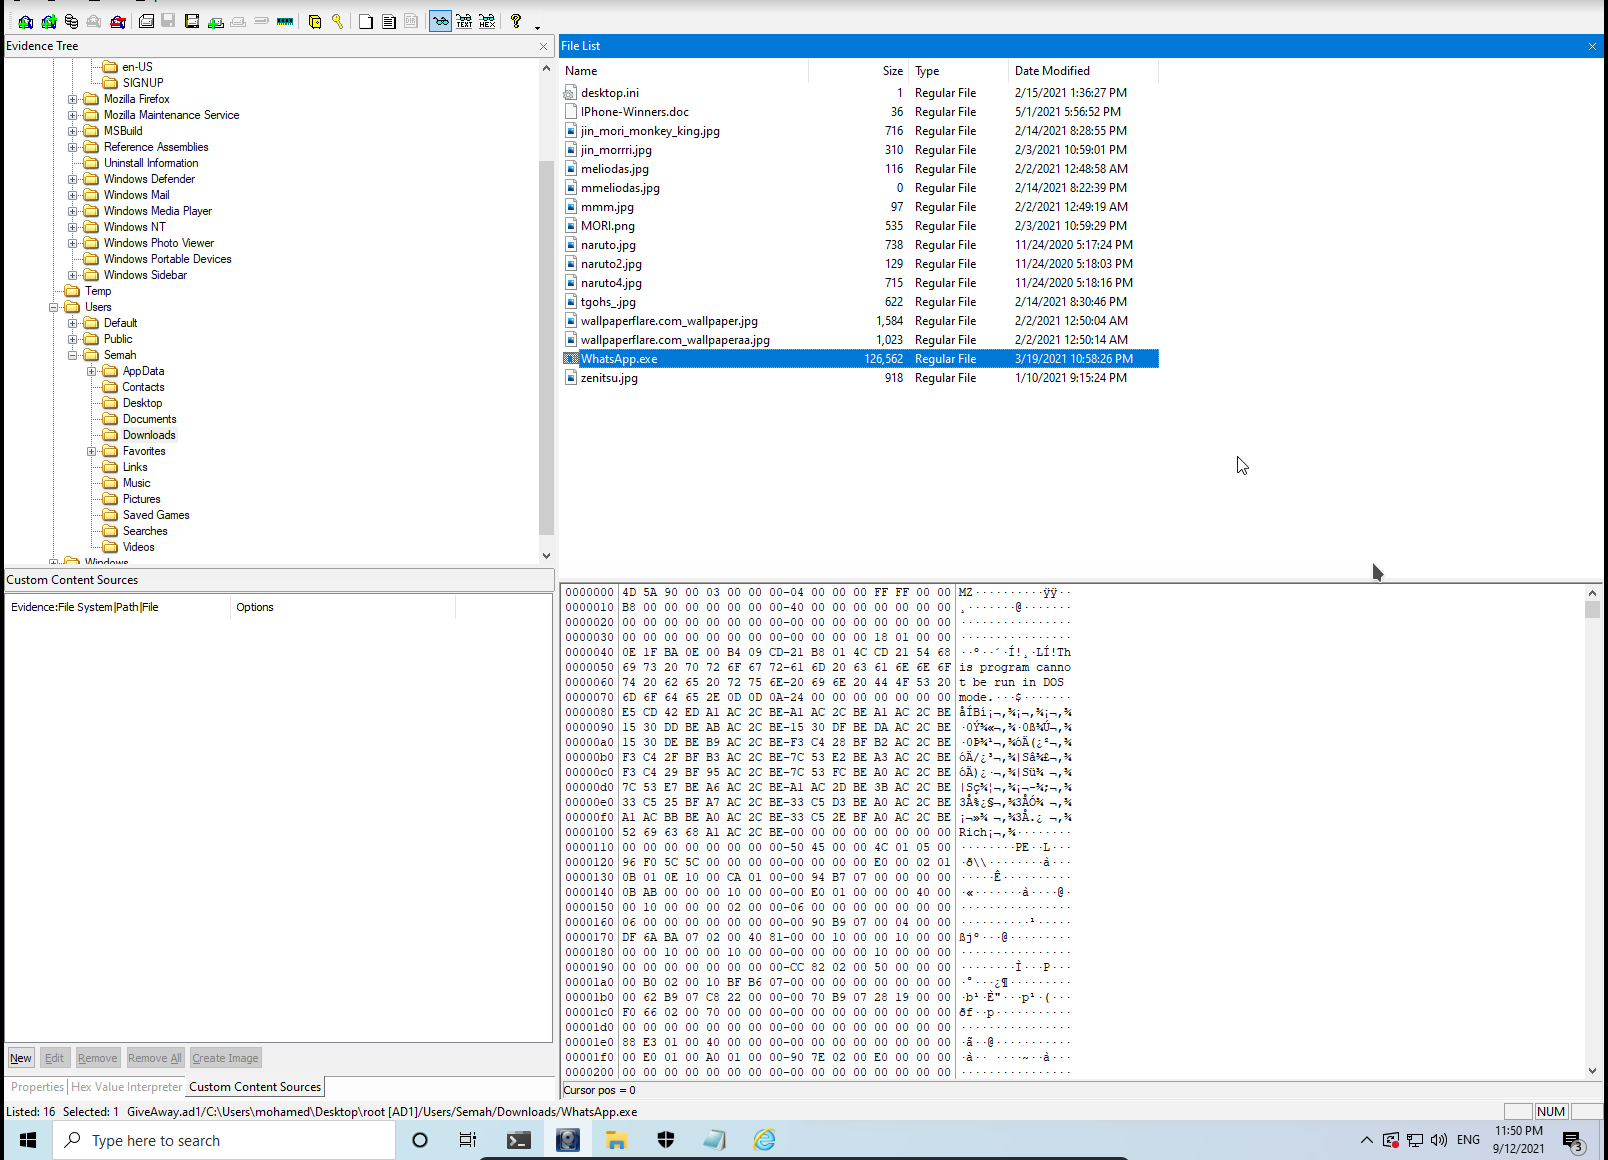 Evidence Tree
en-US
SIGNUP
Mozilla Firefox
Mozilla Maintenance Service
MSBuild
Reference Assemblies
Uninstall Information
Windows Defender
Windows Mail
Windows Media Player
Windows NT
Windows Photo Viewer
Windows Portable Devices
Windows Sidebar
Temp
Users
Default
Public
Semah
AppData
Contacts
Desktop
Documents
Downloads
Favorites
Links
Music
Pictures
Saved Games
Searches
Videos
Windows
File List
Name Size Type Date Modified
desktop.ini 1 Regular File 2/15/2021 1:36:27 PM
IPhone-Winners.doc 36 Regular File 5/1/2021 5:56:52 PM
jin_mori_monkey_king.jpg 716 Regular File 2/14/2021 8:28:55 PM
jin_morrri.jpg 310 Regular File 2/3/2021 10:59:01 PM
meliodas.jpg 116 Regular File 2/2/2021 12:48:58 AM
mmeliodas.jpg 0 Regular File 2/14/2021 8:22:39 PM
mmm.jpg 97 Regular File 2/2/2021 12:49:19 AM
MORI.png 535 Regular File 2/3/2021 10:59:29 PM
naruto.jpg 738 Regular File 11/24/2020 5:17:24 PM
naruto2.jpg 129 Regular File 11/24/2020 5:18:03 PM
naruto4.jpg 715 Regular File 11/24/2020 5:18:16 PM
tgohs_.jpg 622 Regular File 2/14/2021 8:30:46 PM
wallpaperflare.com_wallpaper.jpg 1,584 Regular File 2/2/2021 12:50:04 AM
wallpaperflare.com_wallpaperaa.jpg 1,023 Regular File 2/2/2021 12:50:14 AM
WhatsApp.exe 126,562 Regular File 3/19/2021 10:58:26 PM
zenitsu.jpg 918 Regular File 1/10/2021 9:15:24 PM
Custom Content Sources
Evidence:File System|Path|File Options
New Edit Remove Remove All Create Image
Properties Hex Value Interpreter Custom Content Sources
0000000 4D 5A 90 00 03 00 00 00-04 00 00 00 FF FF 00 00 MZ··········ÿÿ··
0000010 B8 00 00 00 00 00 00 00-40 00 00 00 00 00 00 00 ¸·······@·······
0000020 00 00 00 00 00 00 00 00-00 00 00 00 00 00 00 00 ················
0000030 00 00 00 00 00 00 00 00-00 00 00 00 18 01 00 00 ················
0000040 0E 1F BA 0E 00 B4 09 CD-21 B8 01 4C CD 21 54 68 ··º··´·Í!¸·LÍ!Th
0000050 69 73 20 70 72 6F 67 72-61 6D 20 63 61 6E 6E 6F is program canno
0000060 74 20 62 65 20 72 75 6E-20 69 6E 20 44 4F 53 20 t be run in DOS
0000070 6D 6F 64 65 2E 0D 0D 0A-24 00 00 00 00 00 00 00 mode.···$·······
0000080 E5 CD 42 ED A1 AC 2C BE-A1 AC 2C BE A1 AC 2C BE åÍBí¡¬,¾¡¬,¾¡¬,¾
0000090 15 30 DD BE AB AC 2C BE-15 30 DF BE DA AC 2C BE ·0Ý¾«¬,¾·0ß¾Ú¬,¾
00000a0 15 30 DE BE B9 AC 2C BE-F3 C4 28 BF B2 AC 2C BE ·0Þ¾¹¬,¾óÄ(¿²¬,¾
00000b0 F3 C4 2F BF B3 AC 2C BE-7C 53 E2 BE A3 AC 2C BE óÄ/¿³¬,¾|Sâ¾£¬,¾
00000c0 F3 C4 29 BF 95 AC 2C BE-7C 53 FC BE A0 AC 2C BE óÄ)¿·¬,¾|Sü¾ ¬,¾
00000d0 7C 53 E7 BE A6 AC 2C BE-A1 AC 2D BE 3B AC 2C BE |Sç¾¦¬,¾¡¬-¾;¬,¾
00000e0 33 C5 25 BF A7 AC 2C BE-33 C5 D3 BE A0 AC 2C BE 3Å%¿§¬,¾3ÅÓ¾ ¬,¾
00000f0 A1 AC BB BE A0 AC 2C BE-33 C5 2E BF A0 AC 2C BE ¡¬»¾ ¬,¾3Å.¿ ¬,¾
0000100 52 69 63 68 A1 AC 2C BE-00 00 00 00 00 00 00 00 Rich¡¬,¾········
0000110 00 00 00 00 00 00 00 00-50 45 00 00 4C 01 05 00 ········PE··L···
0000120 96 F0 5C 5C 00 00 00 00-00 00 00 00 E0 00 02 01 ·ð\\········à···
0000130 0B 01 0E 10 00 CA 01 00-00 94 B7 07 00 00 00 00 ·····Ê··········
0000140 0B AB 00 00 00 10 00 00-00 E0 01 00 00 00 40 00 ·«·······à····@·
0000150 00 10 00 00 00 02 00 00-06 00 00 00 00 00 00 00 ················
0000160 06 00 00 00 00 00 00 00-00 90 B9 07 00 04 00 00 ··········¹·····
0000170 DF 6A BA 07 02 00 40 81-00 00 10 00 00 10 00 00 ßjº···@·········
0000180 00 00 10 00 00 10 00 00-00 00 00 00 10 00 00 00 ················
0000190 00 00 00 00 00 00 00 00-CC 82 02 00 50 00 00 00 ········Ì···P···
00001a0 00 B0 02 00 10 BF B6 07-00 00 00 00 00 00 00 00 ·°···¿¶·········
00001b0 00 62 B9 07 C8 22 00 00-00 70 B9 07 28 19 00 00 ·b¹·È"···p¹·(···
00001c0 F0 66 02 00 70 00 00 00-00 00 00 00 00 00 00 00 ðf··p···········
00001d0 00 00 00 00 00 00 00 00-00 00 00 00 00 00 00 00 ················
00001e0 88 E3 01 00 40 00 00 00-00 00 00 00 00 00 00 00 ·ã··@···········
00001f0 00 E0 01 00 A0 01 00 00-90 7E 02 00 E0 00 00 00 ·à·· ····~··à···
0000200 00 00 00 00 00 00 00 00-00 00 00 00 00 00 00 00 ················
Cursor pos = 0
Listed: 16 Selected: 1 GiveAway.ad1/C:\Users\mohamed\Desktop\root [AD1]/Users/Semah/Downloads/WhatsApp.exe NUM
Type here to search
ENG
11:50 PM
9/12/2021
3